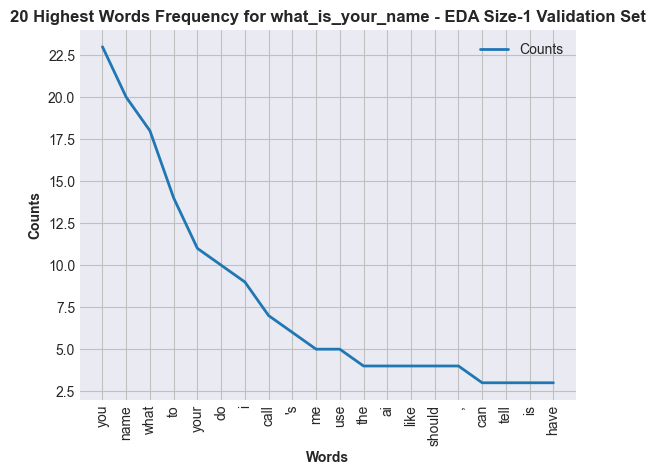 20 Highest Words Frequency for what_is_your_name - EDA Size-1 Validation Set
Counts
22.5
20.0
17.5
15.0
12.5
10.0
7.5
5.0
2.5
Counts
you
name
what
to
your
do
i
call
's
me
use
the
ai
like
should
,
can
tell
is
have
Words